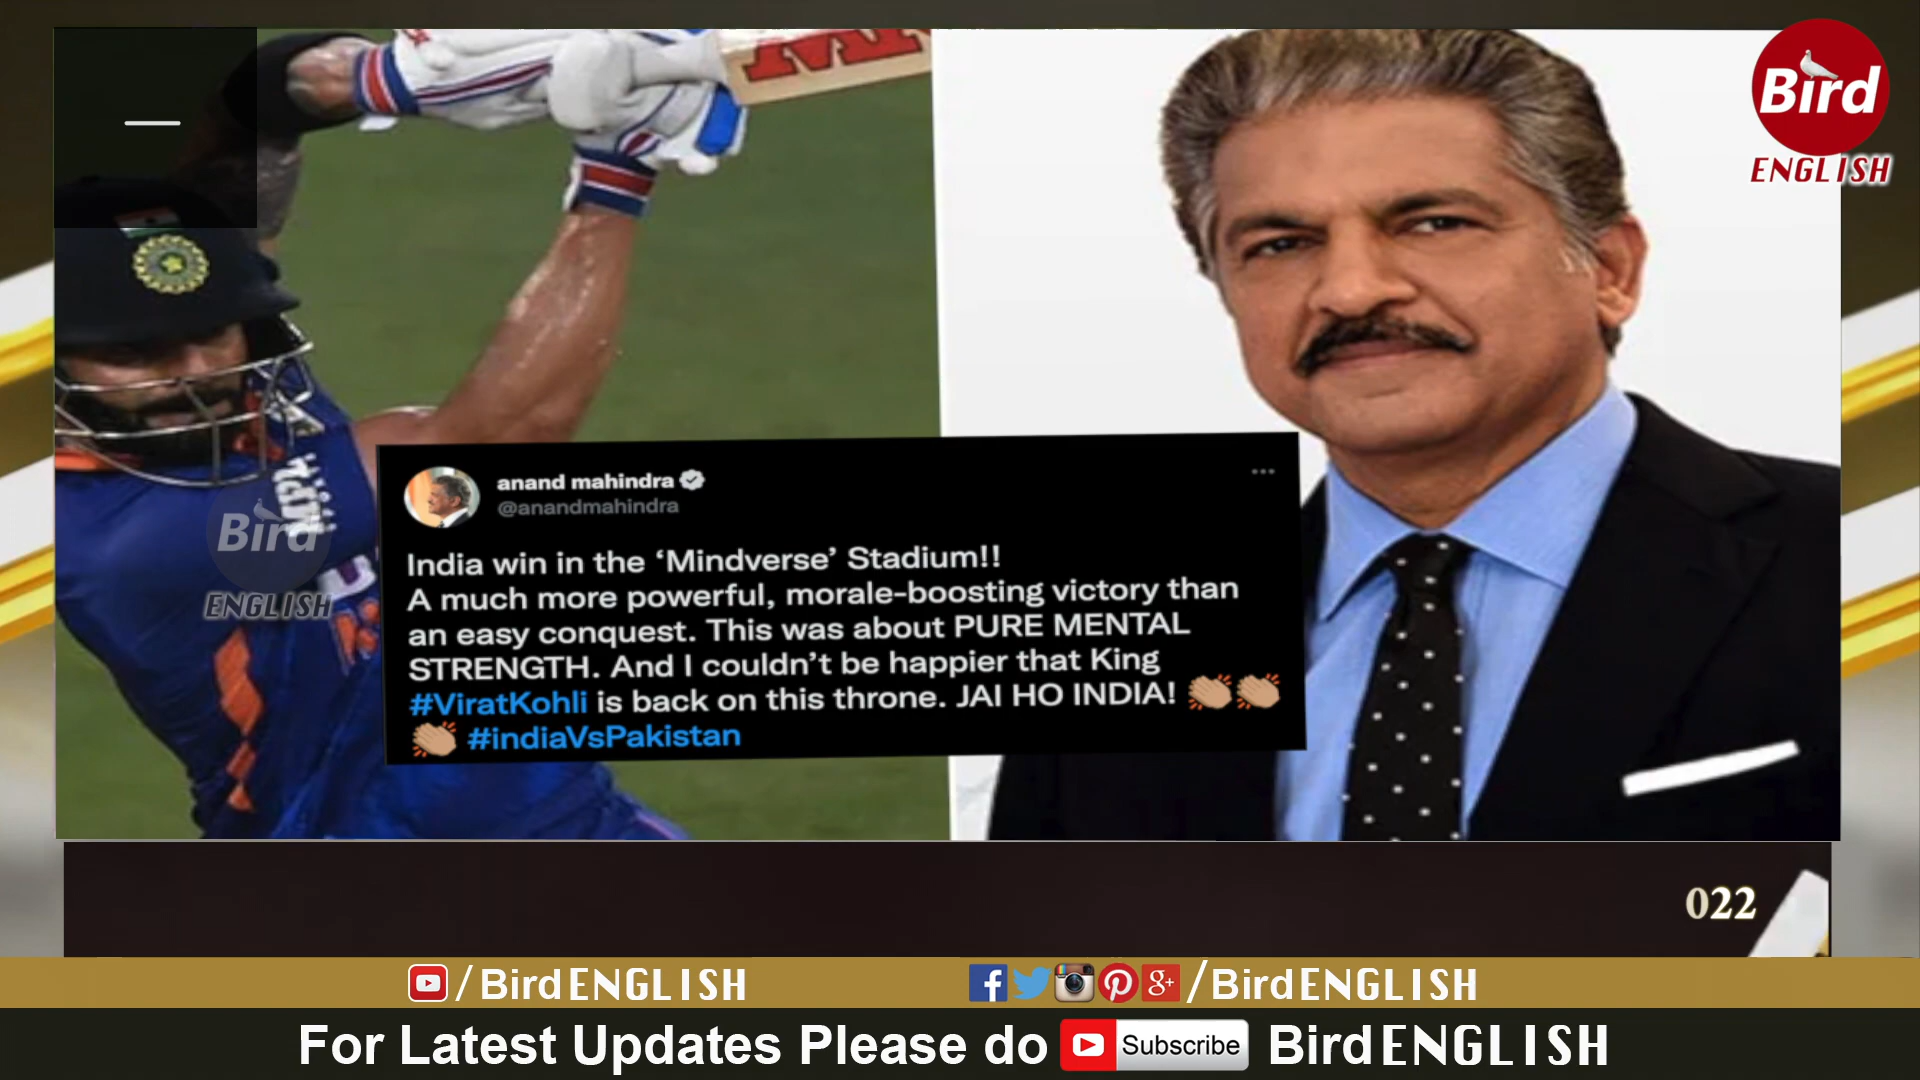 Bird
ENGLISH
anand mahindra
@anandmahindra
India win in the ‘Mindverse’ Stadium!!
A much more powerful, morale-boosting victory than
an easy conquest. This was about PURE MENTAL
STRENGTH. And I couldn’t be happier that King
#ViratKohli is back on this throne. JAI HO INDIA! 👏🏼👏🏼
👏🏼 #indiaVsPakistan
Bird
ENGLISH
022
/BirdENGLISH
/BirdENGLISH
For Latest Updates Please do Subscribe BirdENGLISH